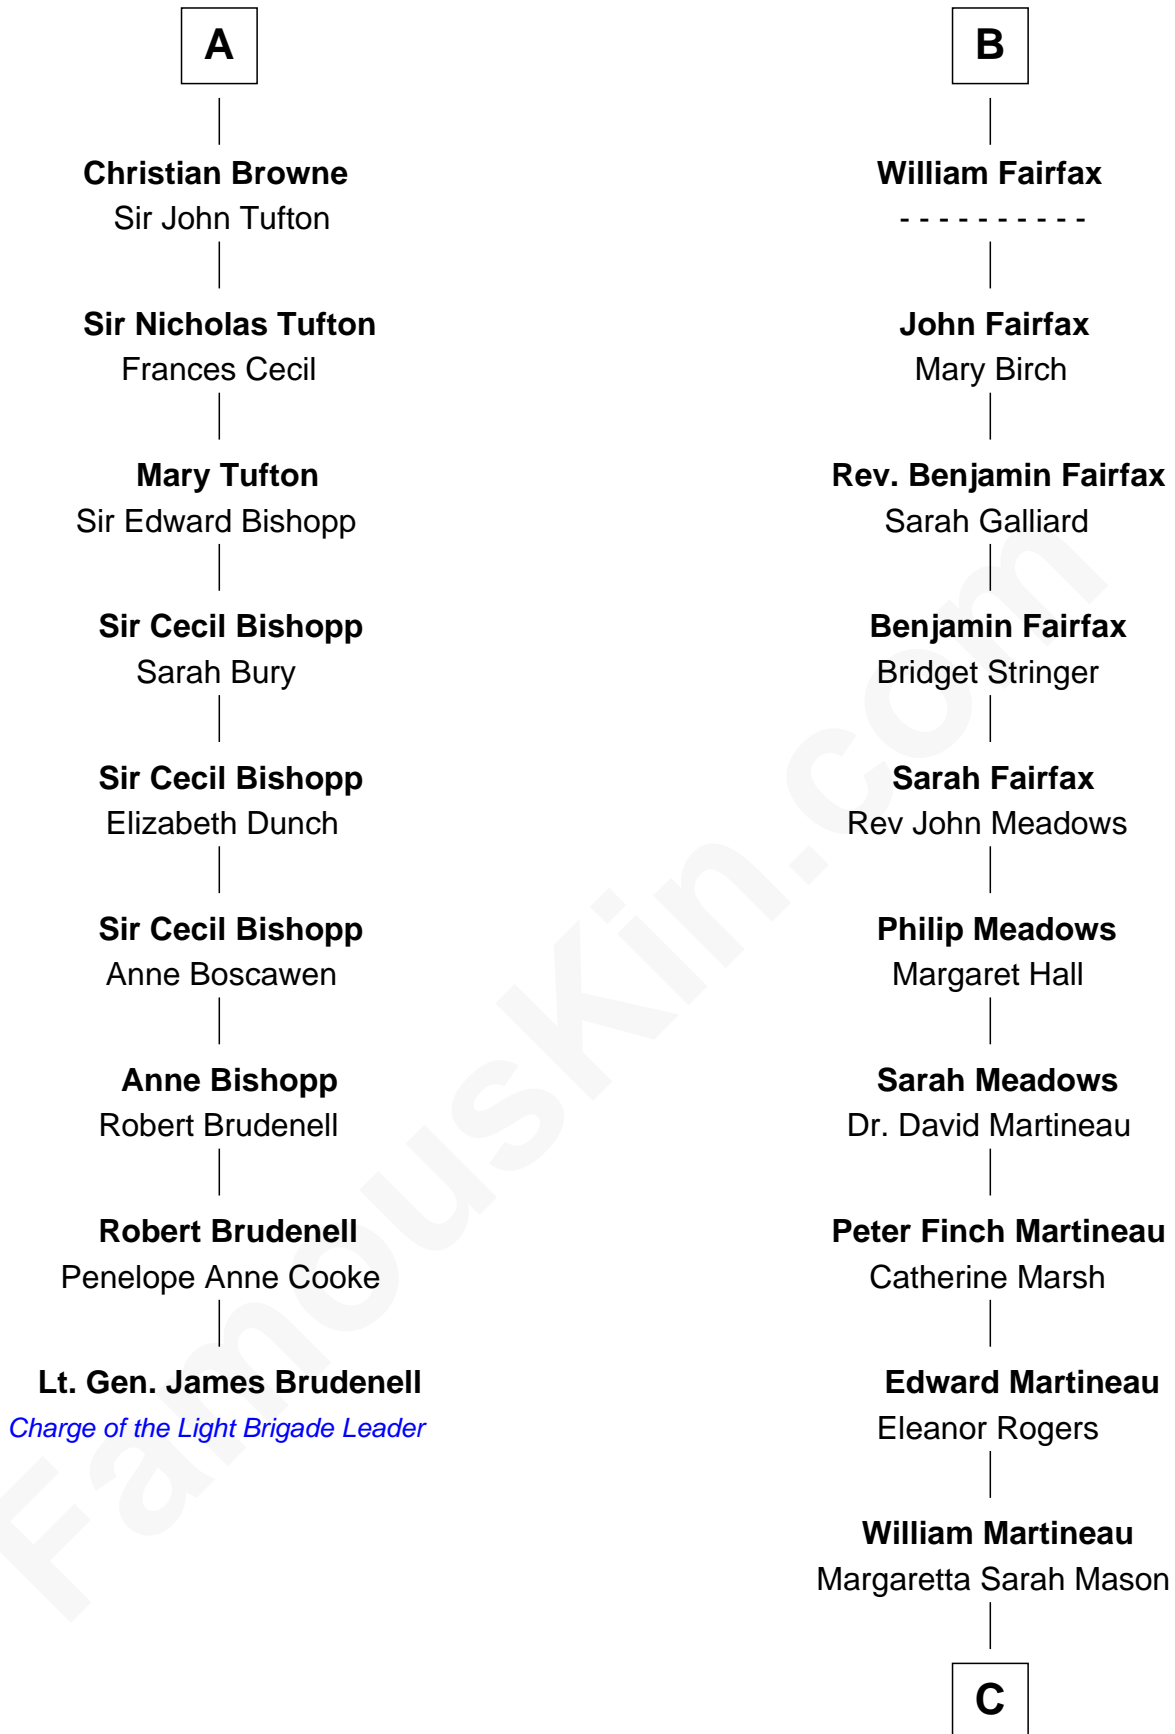 A
Christian Browne
Sir John Tufton
Sir Nicholas Tufton
Frances Cecil
Mary Tufton
Sir Edward Bishopp
Sir Cecil Bishopp
Sarah Bury
Sir Cecil Bishopp
Elizabeth Dunch
Sir Cecil Bishopp
Anne Boscawen
Anne Bishopp
Robert Brudenell
Robert Brudenell
Penelope Anne Cooke
Lt. Gen. James Brudenell
Charge of the Light Brigade Leader
B
William Fairfax
- - - - - - - - - -
John Fairfax
Mary Birch
Rev. Benjamin Fairfax
Sarah Galliard
Benjamin Fairfax
Bridget Stringer
Sarah Fairfax
Rev John Meadows
Philip Meadows
Margaret Hall
Sarah Meadows
Dr. David Martineau
Peter Finch Martineau
Catherine Marsh
Edward Martineau
Eleanor Rogers
William Martineau
Margaretta Sarah Mason
C
FamousKin.com